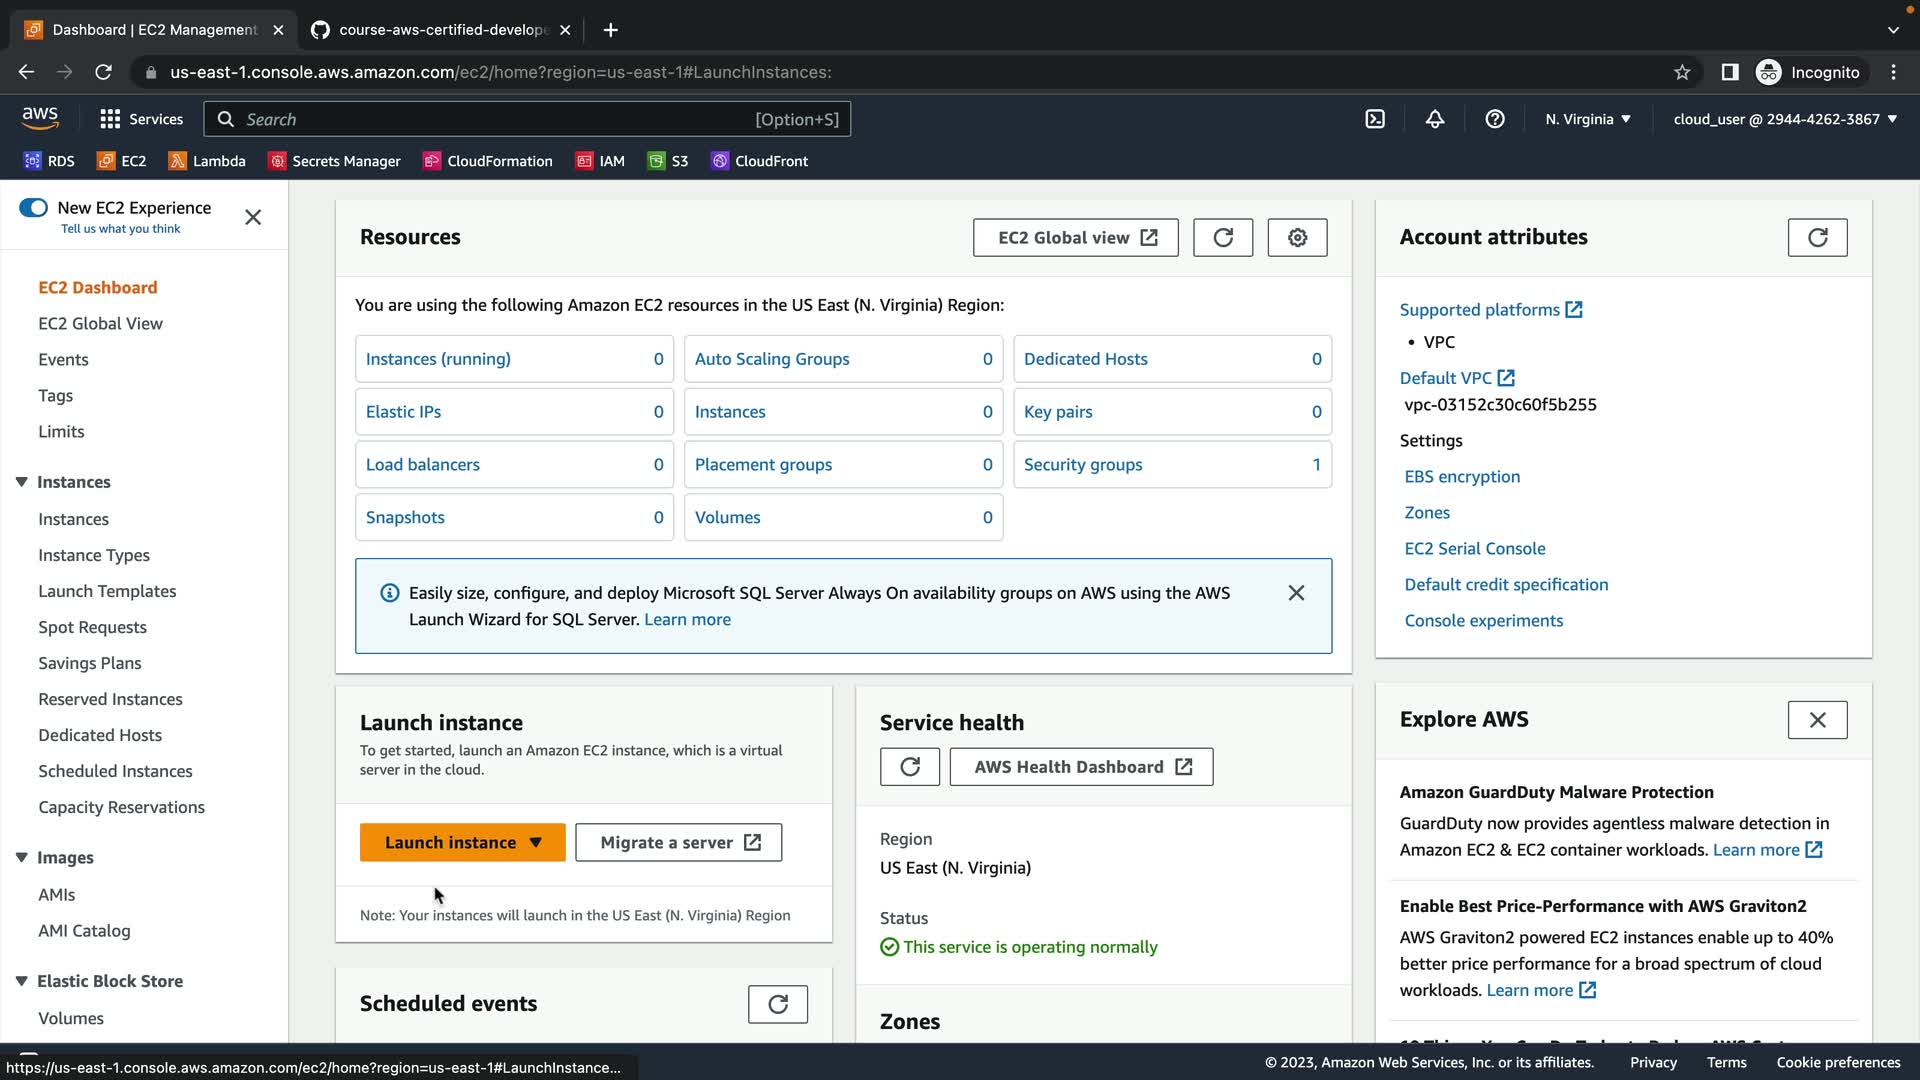 Dashboard | EC2 Management
course-aws-certified-develope
us-east-1.console.aws.amazon.com/ec2/home?region=us-east-1#LaunchInstances:
Incognito
aws
Services
Search
[Option+S]
N. Virginia
cloud_user @ 2944-4262-3867
RDS
EC2
Lambda
Secrets Manager
CloudFormation
IAM
S3
CloudFront
New EC2 Experience
Tell us what you think
EC2 Dashboard
EC2 Global View
Events
Tags
Limits
Instances
Instances
Instance Types
Launch Templates
Spot Requests
Savings Plans
Reserved Instances
Dedicated Hosts
Scheduled Instances
Capacity Reservations
Images
AMIs
AMI Catalog
Elastic Block Store
Volumes
Resources
EC2 Global view
You are using the following Amazon EC2 resources in the US East (N. Virginia) Region:
Instances (running) 0
Auto Scaling Groups 0
Dedicated Hosts 0
Elastic IPs 0
Instances 0
Key pairs 0
Load balancers 0
Placement groups 0
Security groups 1
Snapshots 0
Volumes 0
Easily size, configure, and deploy Microsoft SQL Server Always On availability groups on AWS using the AWS
Launch Wizard for SQL Server. Learn more
Launch instance
To get started, launch an Amazon EC2 instance, which is a virtual
server in the cloud.
Launch instance
Migrate a server
Note: Your instances will launch in the US East (N. Virginia) Region
Scheduled events
Service health
AWS Health Dashboard
Region
US East (N. Virginia)
Status
This service is operating normally
Zones
Account attributes
Supported platforms
• VPC
Default VPC
vpc-03152c30c60f5b255
Settings
EBS encryption
Zones
EC2 Serial Console
Default credit specification
Console experiments
Explore AWS
Amazon GuardDuty Malware Protection
GuardDuty now provides agentless malware detection in
Amazon EC2 & EC2 container workloads. Learn more
Enable Best Price-Performance with AWS Graviton2
AWS Graviton2 powered EC2 instances enable up to 40%
better price performance for a broad spectrum of cloud
workloads. Learn more
https://us-east-1.console.aws.amazon.com/ec2/home?region=us-east-1#LaunchInstance...
© 2023, Amazon Web Services, Inc. or its affiliates.
Privacy
Terms
Cookie preferences